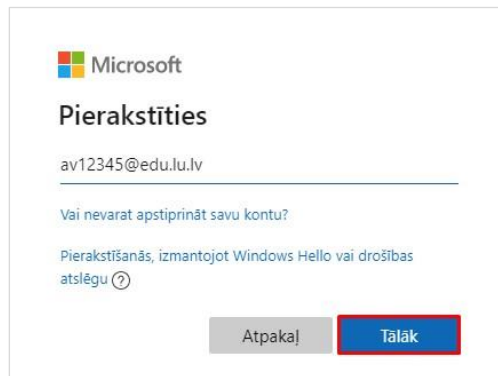 Microsoft
Pierakstīties
av12345@edu.lu.lv
Vai nevarat apstiprināt savu kontu?
Pierakstīšanās, izmantojot Windows Hello vai drošības
atslēgu ?
Atpakaļ Tālāk